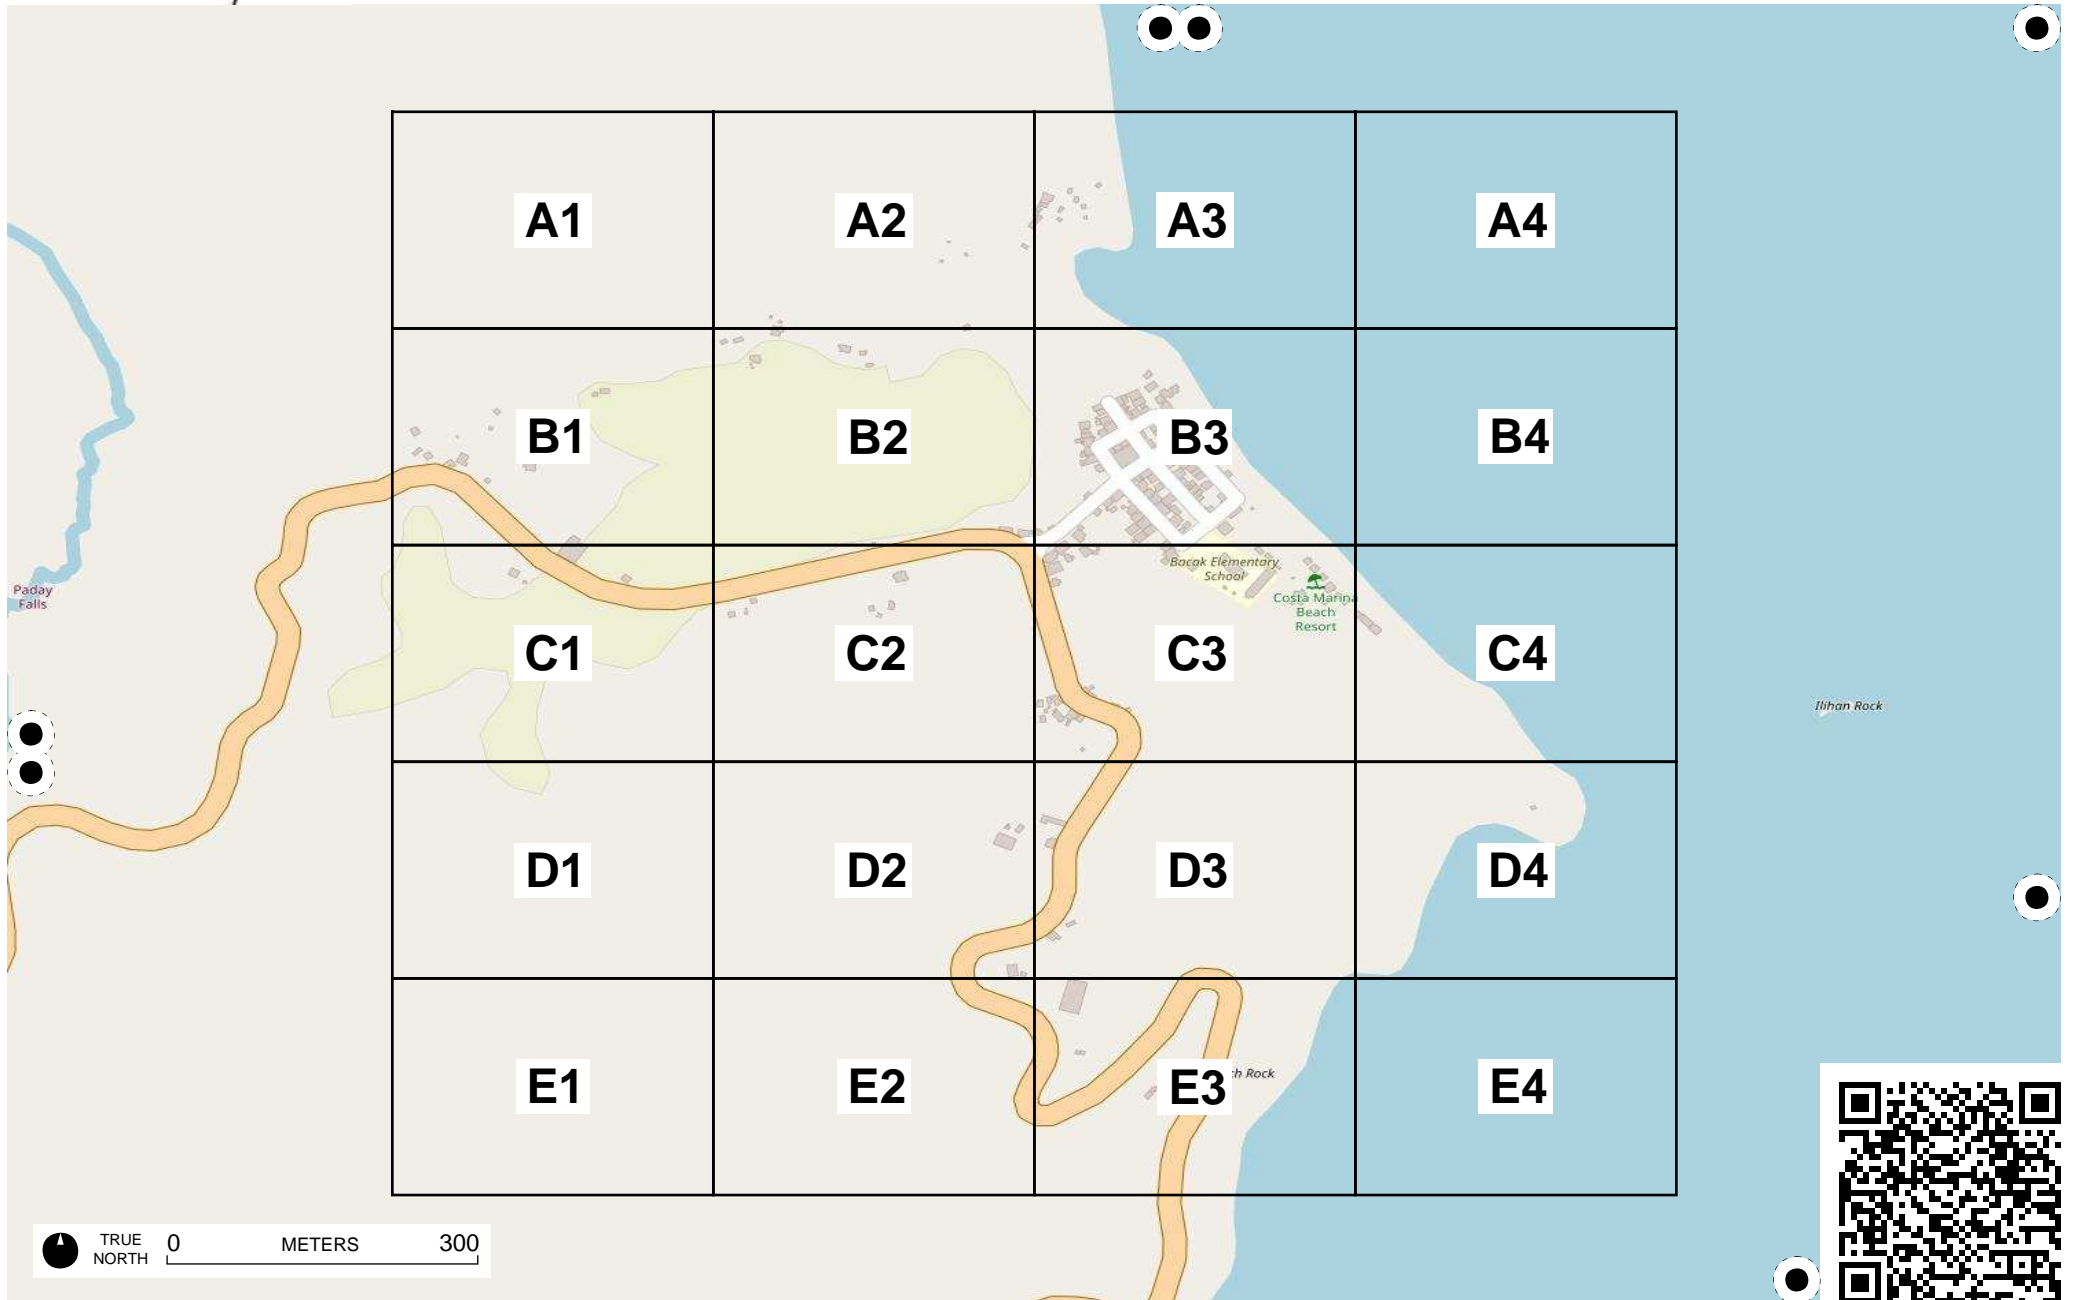 A1
A2
A3
A4
B1
B2
B3
B4
Bacak Elementary
School
Paday
Falls
Costa Marina
Beach
Resort
C1
C2
C3
C4
Ilihan Rock
D1
D2
D3
D4
Rock
E1
E2
E3
E4
TRUE
NORTH
0
METERS
300